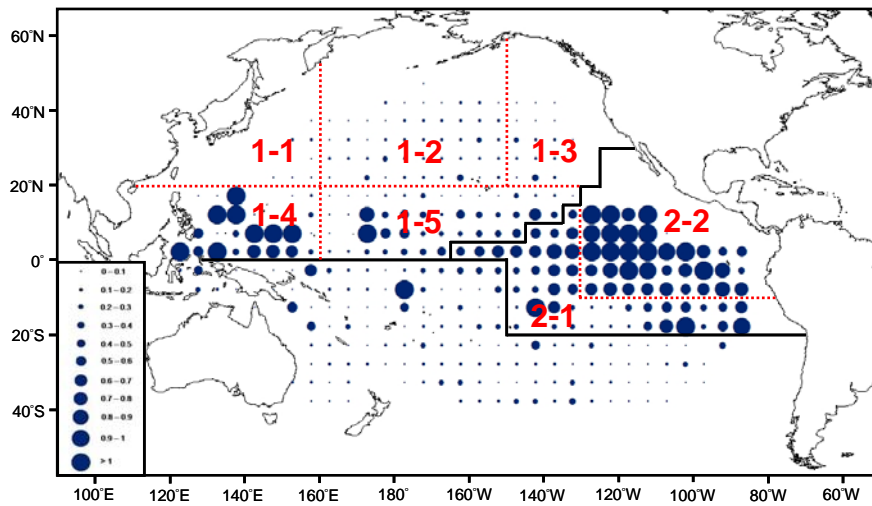 60°N
40°N
1-1 1-2 1-3
20°N
1-4 1-5 2-2
0°
0 – 0.1
0.1 – 0.2
0.2 – 0.3
0.3 – 0.4
0.4 – 0.5
0.5 – 0.6
0.6 – 0.7
0.7 – 0.8
0.8 – 0.9
0.9 – 1
> 1
2-1
20°S
40°S
100°E 120°E 140°E 160°E 180° 160°W 140°W 120°W 100°W 80°W 60°W